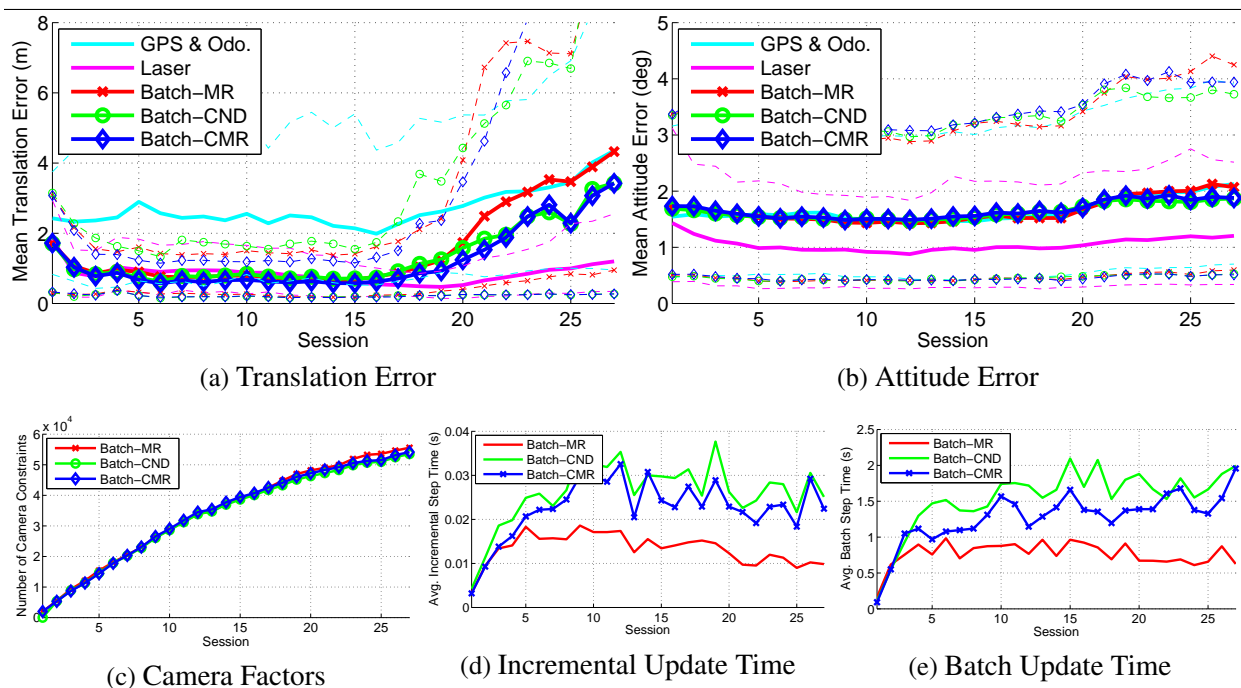 8
6
4
2
0
Mean Translation Error (m)
GPS & Odo.
Laser
Batch−MR
Batch−CND
Batch−CMR
5 10 15 20 25
Session
(a) Translation Error
5
4
3
2
1
0
Mean Attitude Error (deg)
GPS & Odo.
Laser
Batch−MR
Batch−CND
Batch−CMR
5 10 15 20 25
Session
(b) Attitude Error
x 10^4
6
5
4
3
2
1
0
Number of Camera Constraints
Batch−MR
Batch−CND
Batch−CMR
5 10 15 20 25
Session
(c) Camera Factors
0.04
0.03
0.02
0.01
0
Avg. Incremental Step Time (s)
Batch−MR
Batch−CND
Batch−CMR
5 10 15 20 25
Session
(d) Incremental Update Time
2.5
2
1.5
1
0.5
0
Avg. Batch Step Time (s)
Batch−MR
Batch−CND
Batch−CMR
5 10 15 20 25
Session
(e) Batch Update Time